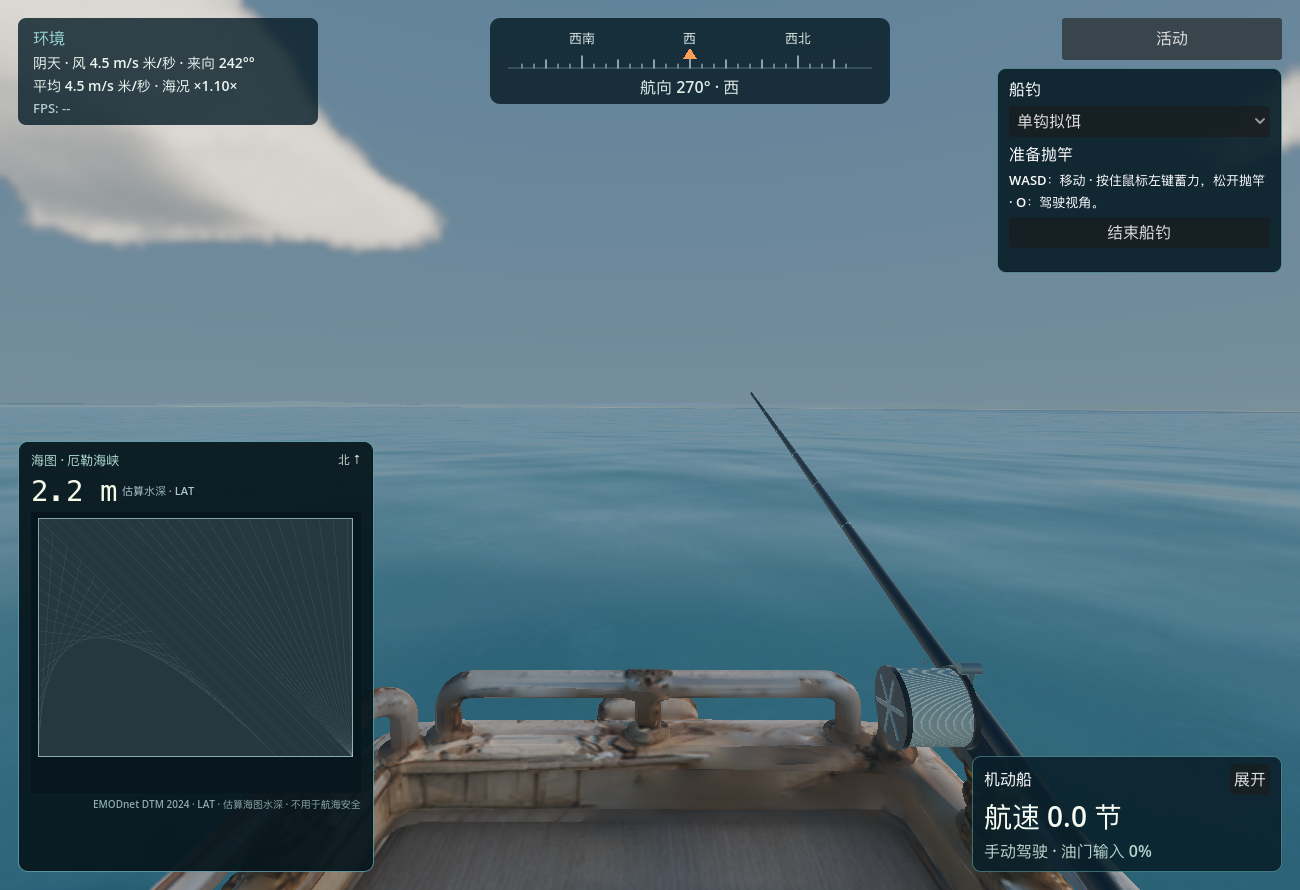 环境
阴天 · 风 4.5 m/s 米/秒 · 来向 242°°
平均 4.5 m/s 米/秒 · 海况 ×1.10×
FPS: --
西南 西 西北
航向 270° · 西
活动
船钓
单钩拟饵
准备抛竿
WASD：移动 · 按住鼠标左键蓄力，松开抛竿
· O：驾驶视角。
结束船钓
海图 · 厄勒海峡 北 ↑
2.2 m 估算水深 · LAT
EMODnet DTM 2024 · LAT · 估算海图水深 · 不用于航海安全
机动船 展开
航速 0.0 节
手动驾驶 · 油门输入 0%